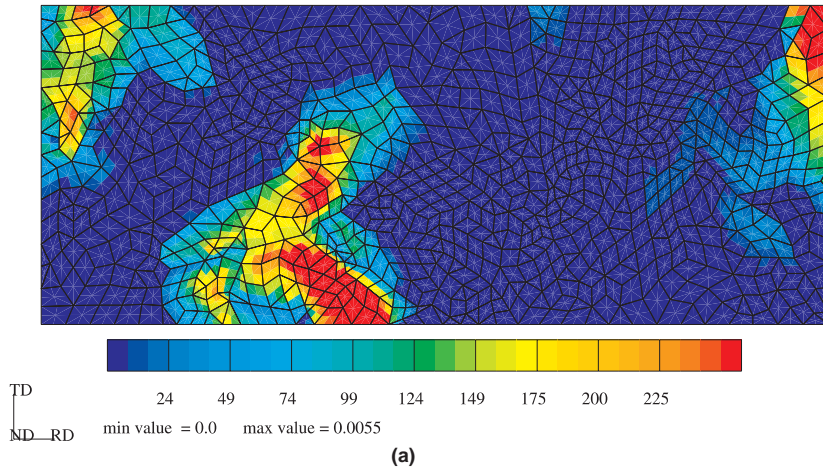 24 49 74 99 124 149 175 200 225
TD
ND RD
min value = 0.0 max value = 0.0055
(a)